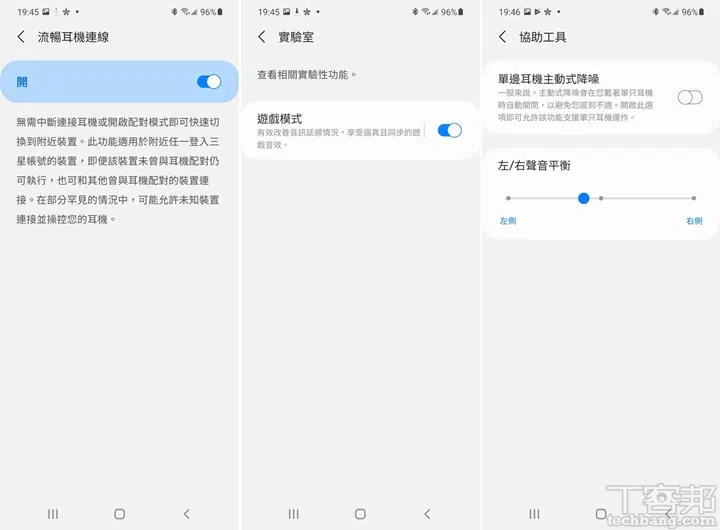 19:45
96%
流暢耳機連線
開
無需中斷連接耳機或開啟配對模式即可快速切
換到附近裝置。此功能適用於附近任一登入三
星帳號的裝置，即便該裝置未曾與耳機配對仍
可執行，也可和其他曾與耳機配對的裝置連
接。在部分罕見的情況中，可能允許未知裝置
連接並操控您的耳機。
19:45
96%
實驗室
查看相關實驗性功能。
遊戲模式
有效改善音訊延遲情況，享受逼真且同步的遊
戲音效。
19:46
96%
協助工具
單邊耳機主動式降噪
一般來說，主動式降噪會在您戴著單只耳機
時自動關閉，以避免您感到不適。開啟此選
項即可允許該功能支援單只耳機運作。
左/右聲音平衡
左側
右側
T客邦
techbang.com